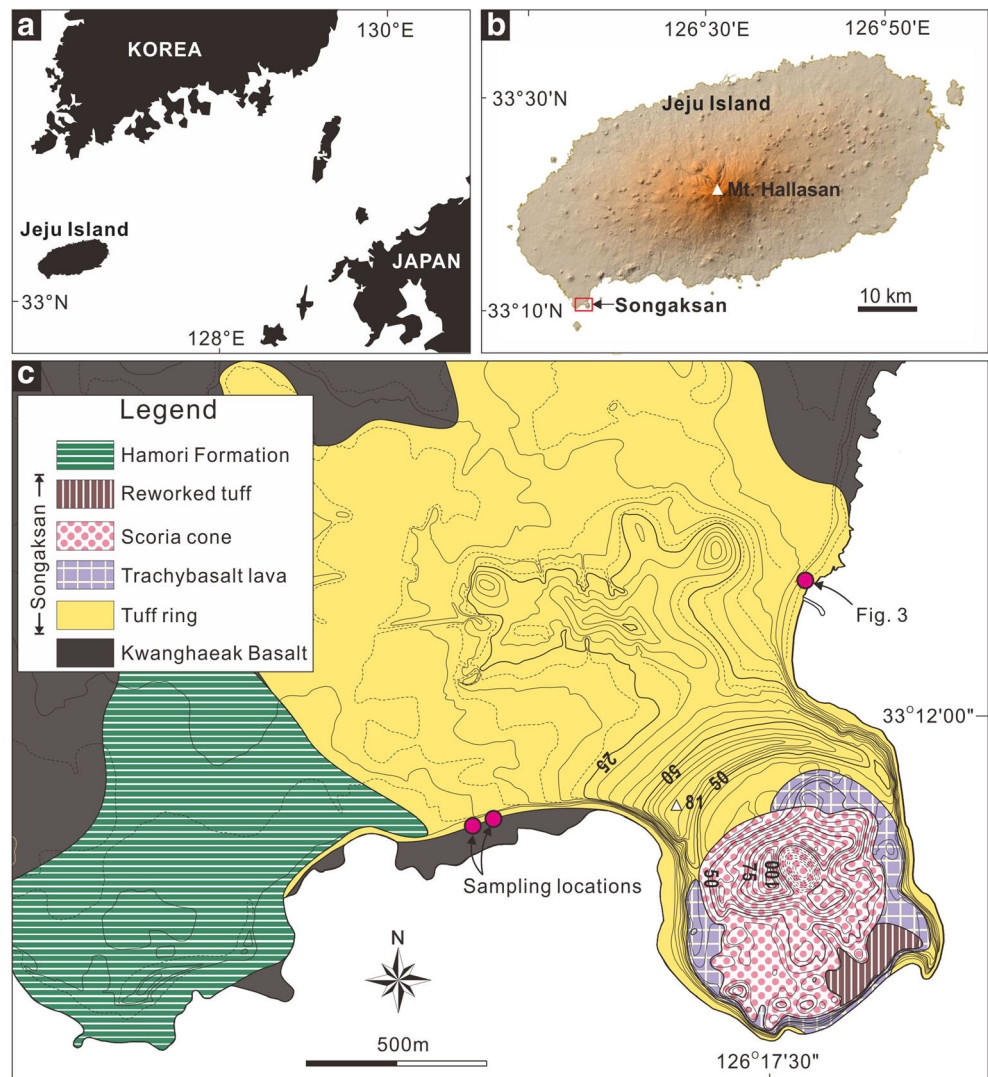 a
130°E
KOREA
Jeju Island
JAPAN
33°N
128°E
b
126°30'E
126°50'E
33°30'N
Jeju Island
Mt. Hallasan
33°10'N
Songaksan
10 km
c
Legend
Hamori Formation
Reworked tuff
Scoria cone
Trachybasalt lava
Tuff ring
Kwanghaeak Basalt
Songaksan
Fig. 3
33°12'00"
25
50
50
81
50
75
100
Sampling locations
N
500m
126°17'30"